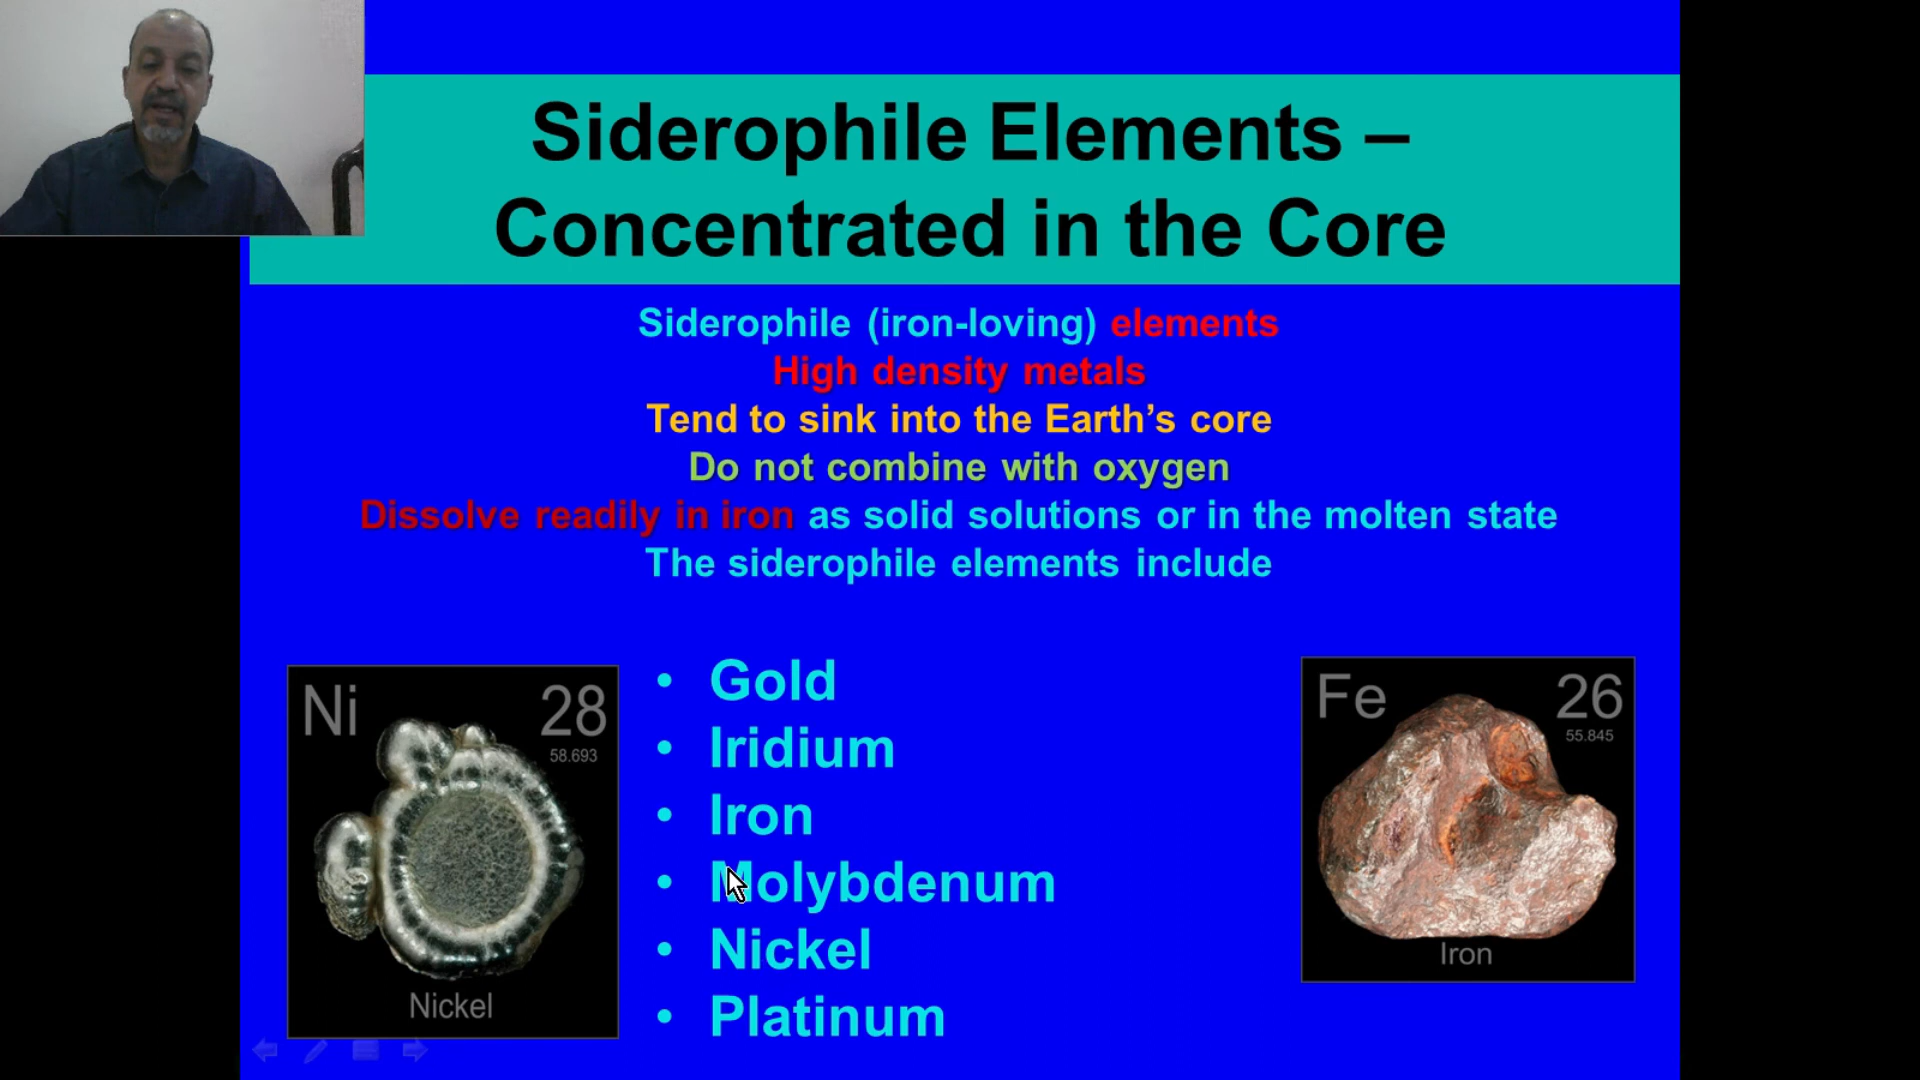 Siderophile Elements –
Concentrated in the Core
Siderophile (iron-loving) elements
High density metals
Tend to sink into the Earth’s core
Do not combine with oxygen
Dissolve readily in iron as solid solutions or in the molten state
The siderophile elements include
• Gold
• Iridium
• Iron
• Molybdenum
• Nickel
• Platinum
Ni 28
58.693
Nickel
Fe 26
55.845
Iron